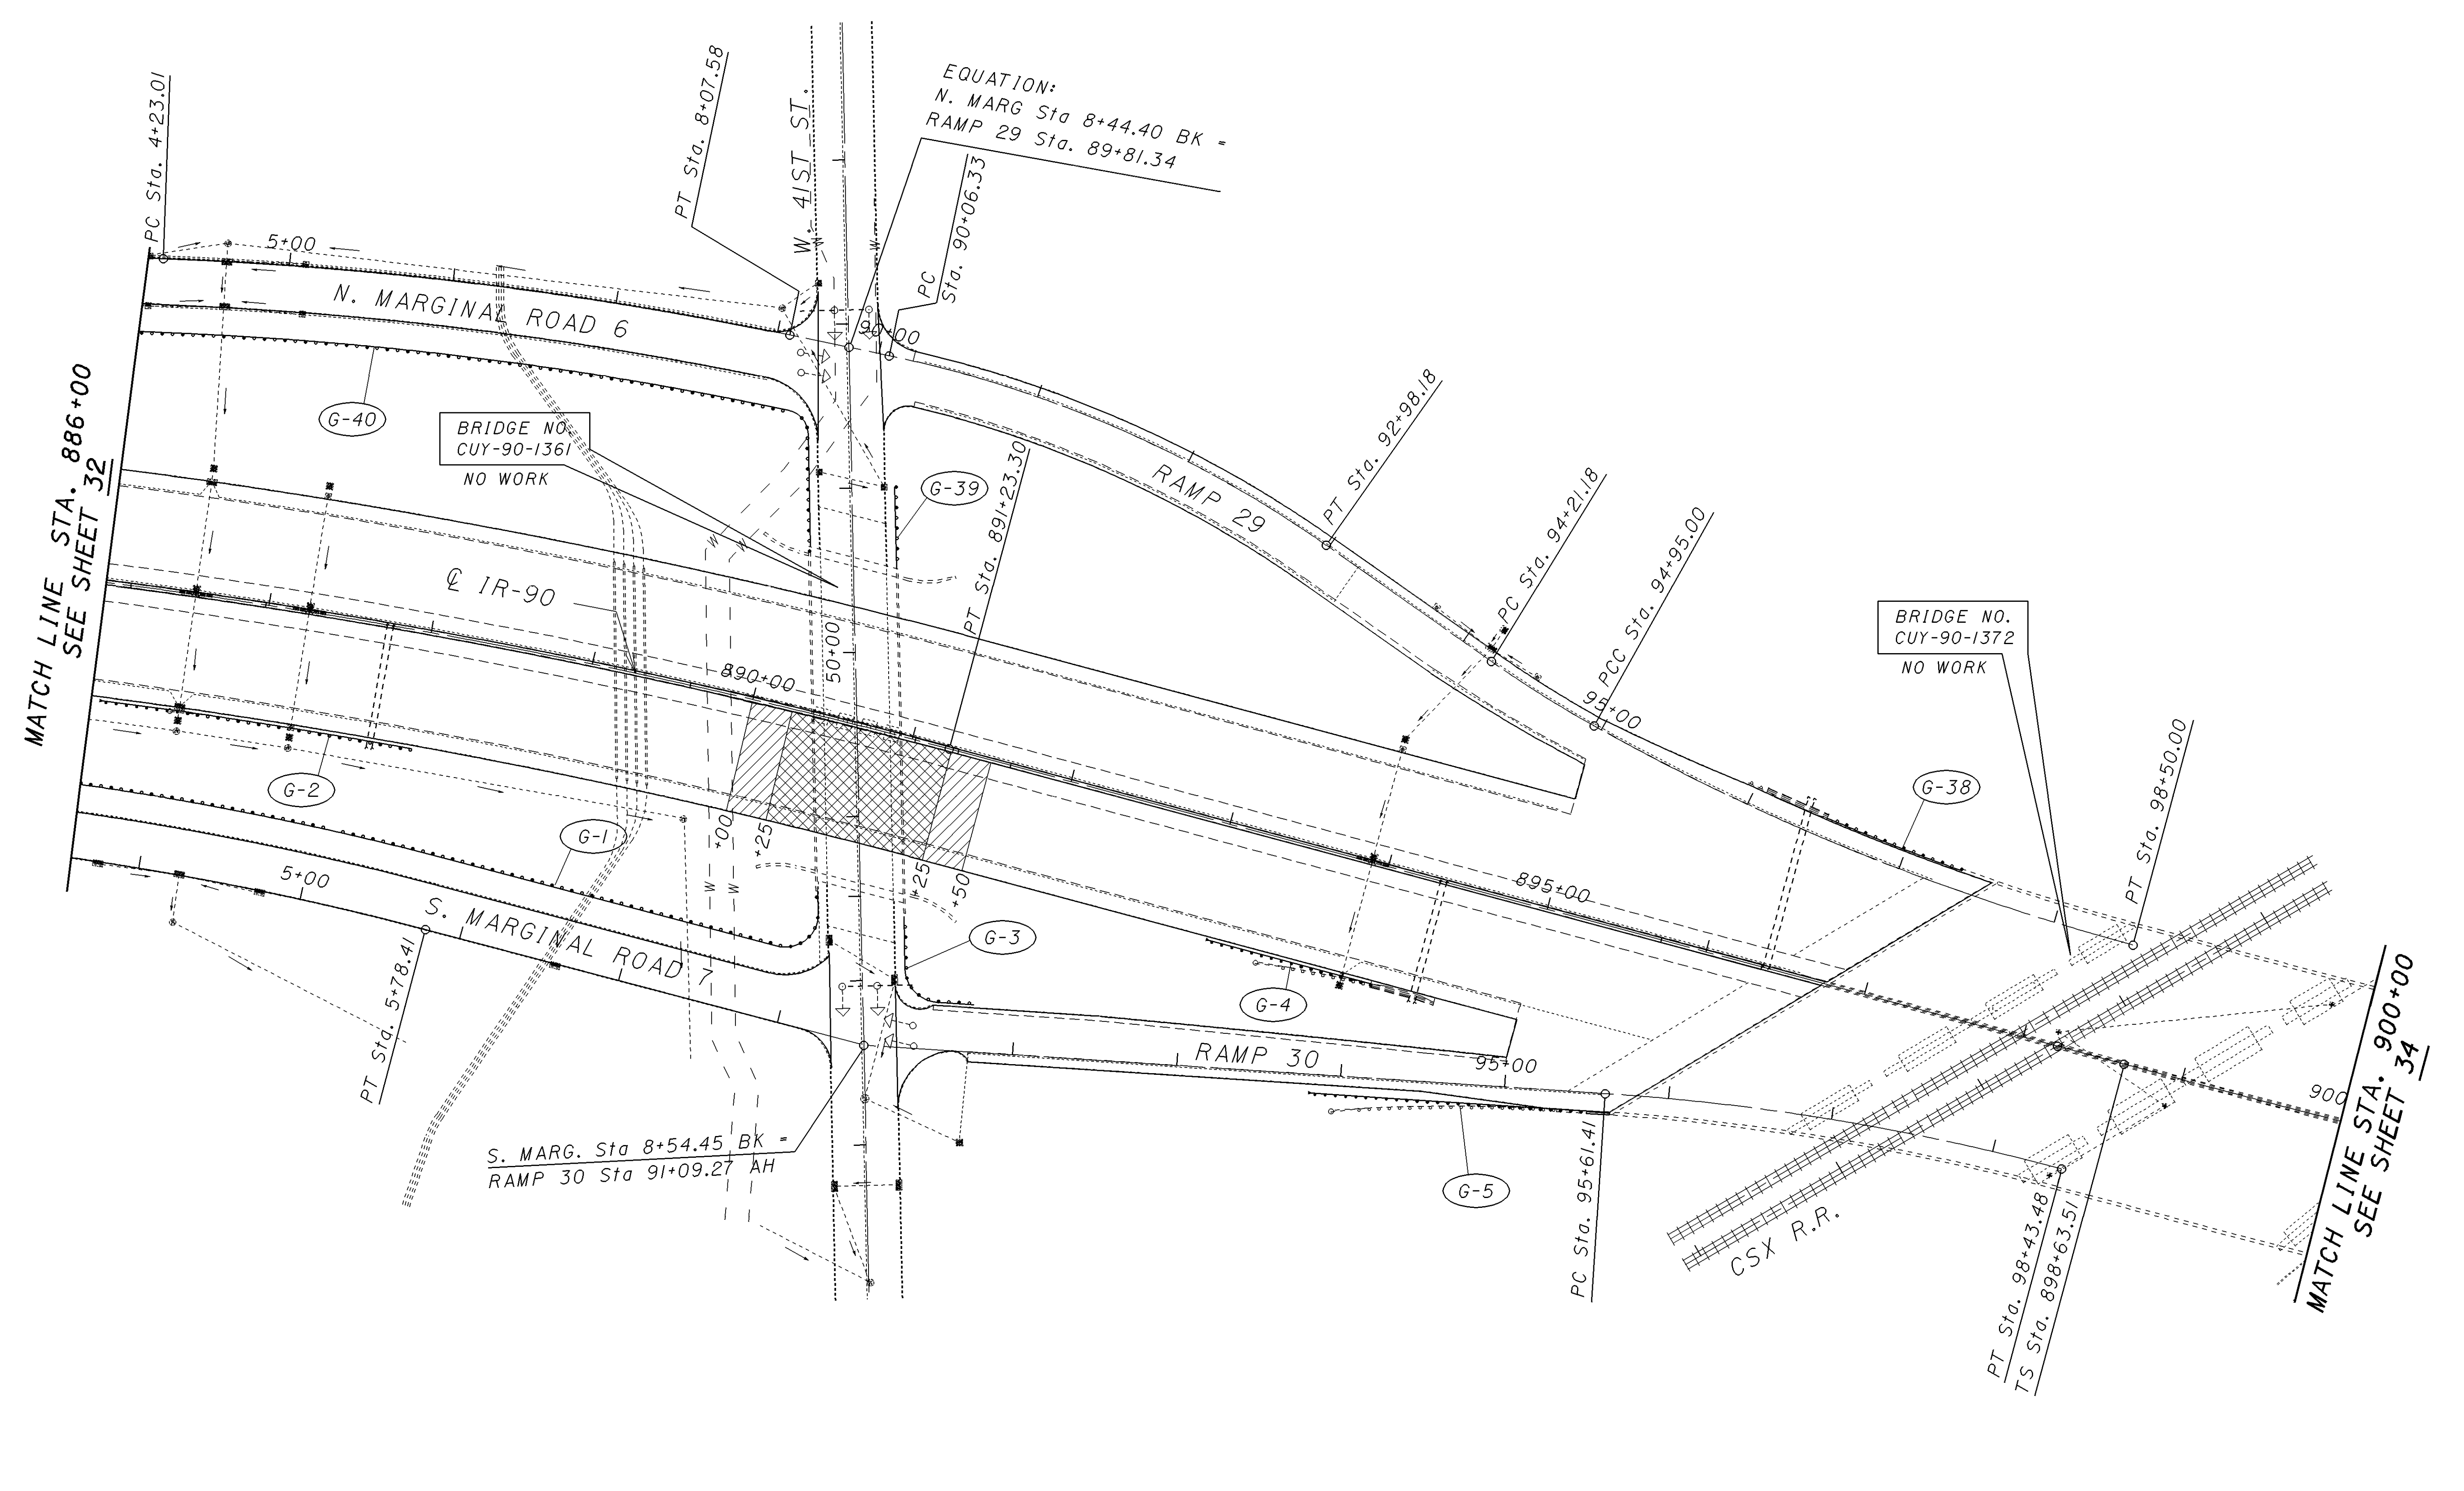 PC Sta. 4+23.01
PT Sta. 8+07.58
W. 41ST ST.
EQUATION:
N. MARG Sta 8+44.40 BK =
RAMP 29 Sta. 89+81.34
PC
Sta. 90+06.33
5+00
N. MARGINAL ROAD 6
W
W
90+00
G-40
MATCH LINE STA. 886+00
SEE SHEET 32
BRIDGE NO.
CUY-90-1361
NO WORK
G-39
PT Sta. 891+23.30
RAMP 29
PT Sta. 92+98.18
PC Sta. 94+21.18
PCC Sta. 94+95.00
95+00
W
W
℄ IR-90
890+00
50+00
BRIDGE NO.
CUY-90-1372
NO WORK
G-38
PT Sta. 98+50.00
G-2
G-1
+00
+25
+25
+50
W
W
895+00
5+00
S. MARGINAL ROAD 7
G-3
G-4
PT Sta. 5+78.41
RAMP 30
95+00
S. MARG. Sta 8+54.45 BK =
RAMP 30 Sta 91+09.27 AH
G-5
PC Sta. 95+61.41
CSX R.R.
PT Sta. 98+43.48
TS Sta. 898+63.51
900
MATCH LINE STA. 900+00
SEE SHEET 34